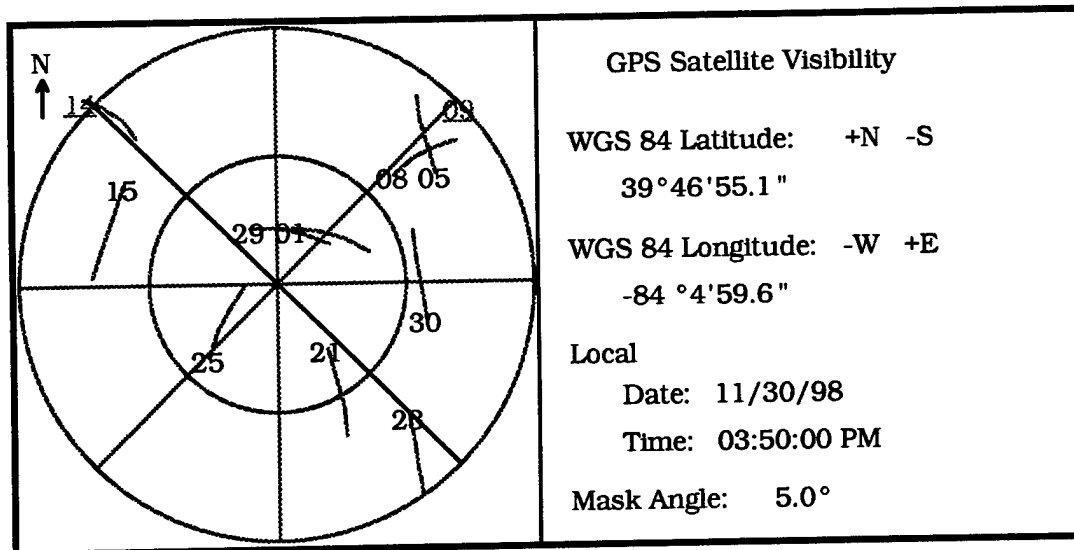 N
14
09
15
08 05
29 01
30
25
21
23
GPS Satellite Visibility
WGS 84 Latitude: +N -S
39°46'55.1"
WGS 84 Longitude: -W +E
-84 °4'59.6"
Local
Date: 11/30/98
Time: 03:50:00 PM
Mask Angle: 5.0°